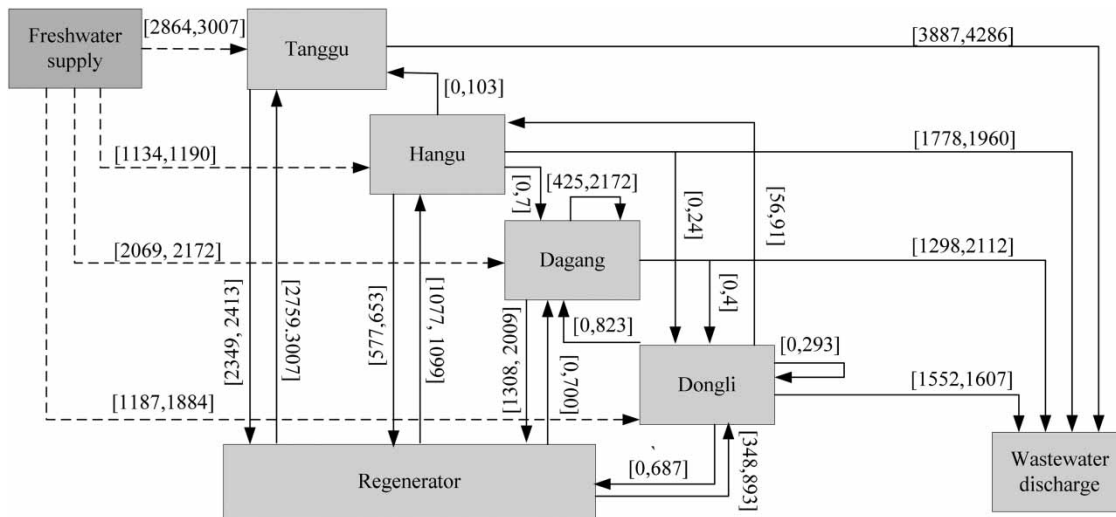 Freshwater
supply
[2864,3007]
Tanggu
[3887,4286]
[0,103]
[1134,1190]
Hangu
[1778,1960]
[0,7]
[425,2172]
[0,24]
[56,91]
[2069, 2172]
Dagang
[1298,2112]
[0,4]
[2349, 2413]
[2759.3007]
[577,653]
[1077, 1099]
[1308, 2009]
[0,700]
[0,823]
[0,293]
Dongli
[1187,1884]
[1552,1607]
[0,687]
[348,893]
Regenerator
Wastewater
discharge